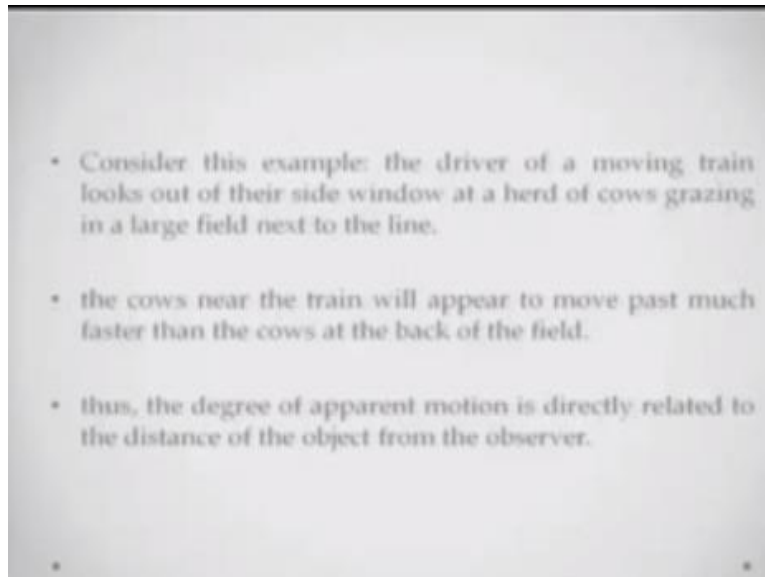 • Consider this example: the driver of a moving train
looks out of their side window at a herd of cows grazing
in a large field next to the line.
• the cows near the train will appear to move past much
faster than the cows at the back of the field.
• thus, the degree of apparent motion is directly related to
the distance of the object from the observer.